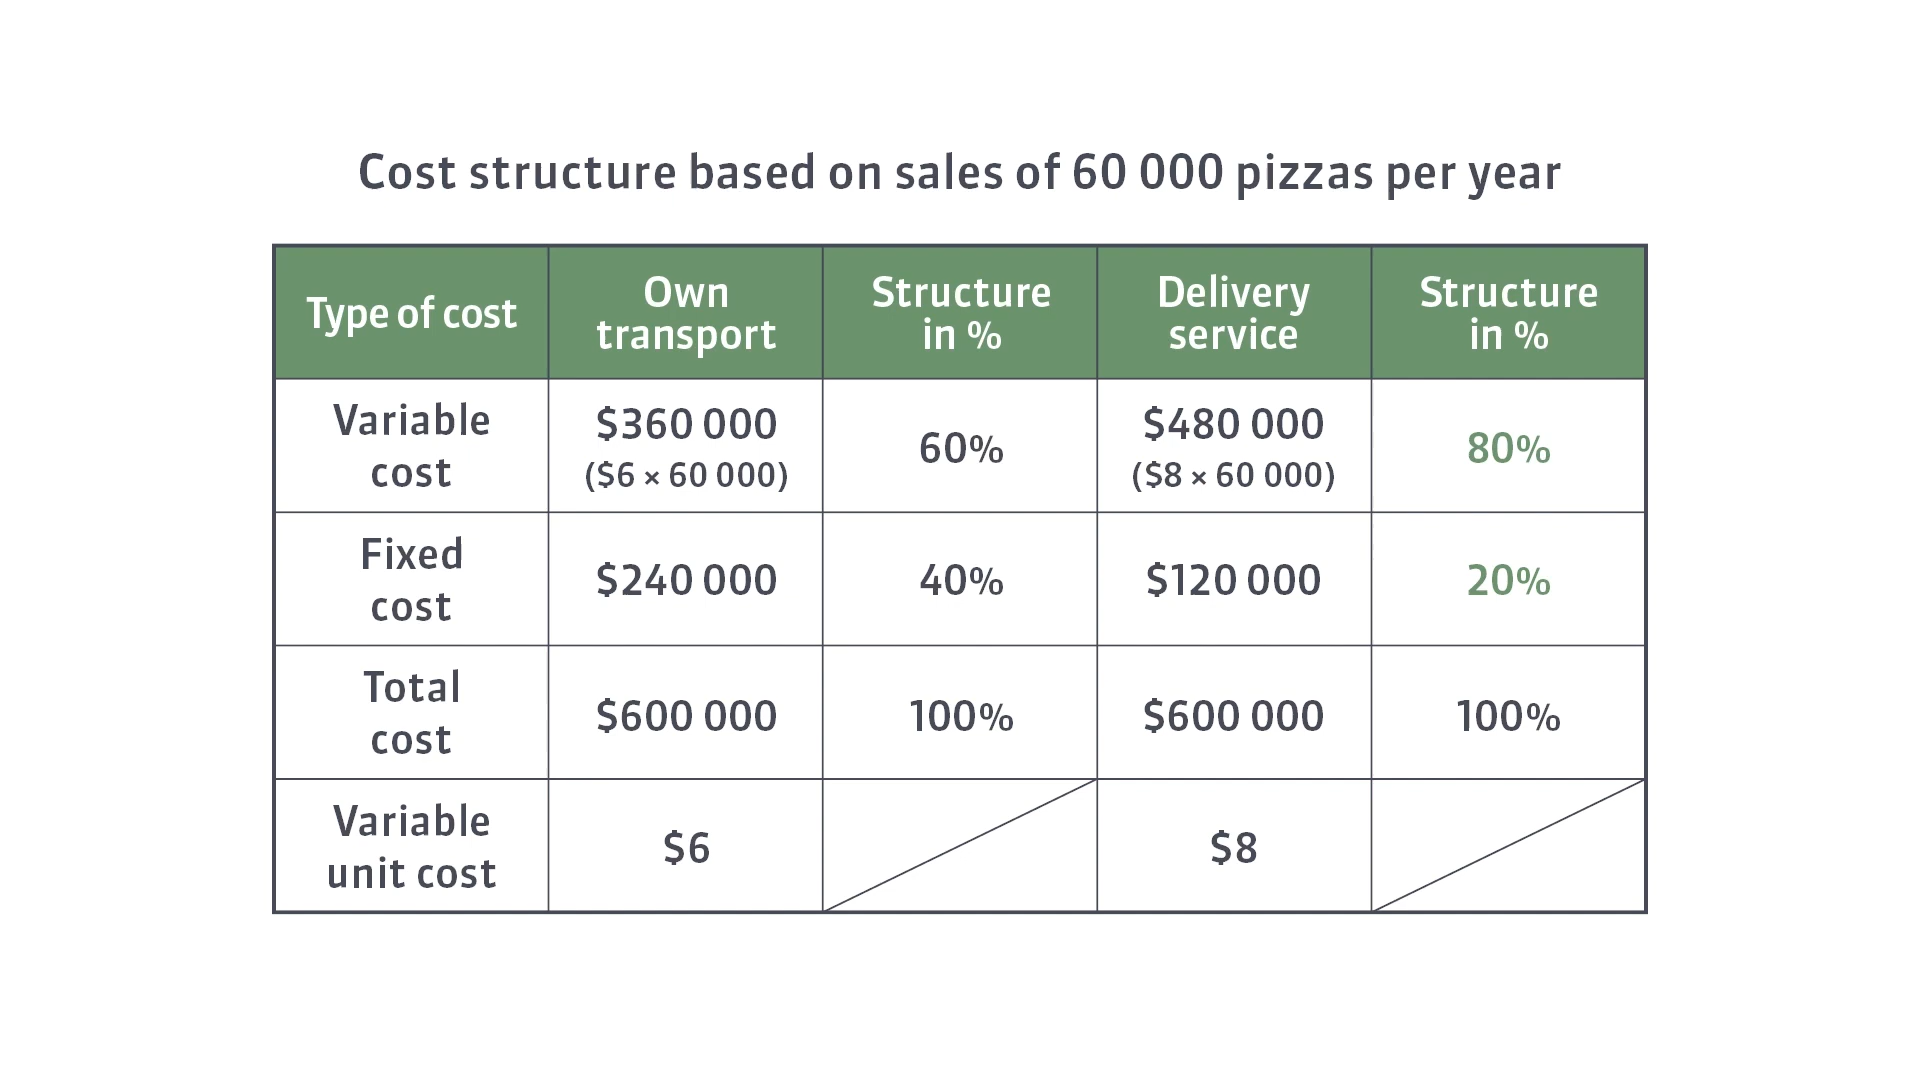 Cost structure based on sales of 60 000 pizzas per year
Type of cost
Own
transport
Structure
in %
Delivery
service
Structure
in %
Variable
cost
$360 000
($6 × 60 000)
60%
$480 000
($8 × 60 000)
80%
Fixed
cost
$240 000
40%
$120 000
20%
Total
cost
$600 000
100%
$600 000
100%
Variable
unit cost
$6
$8